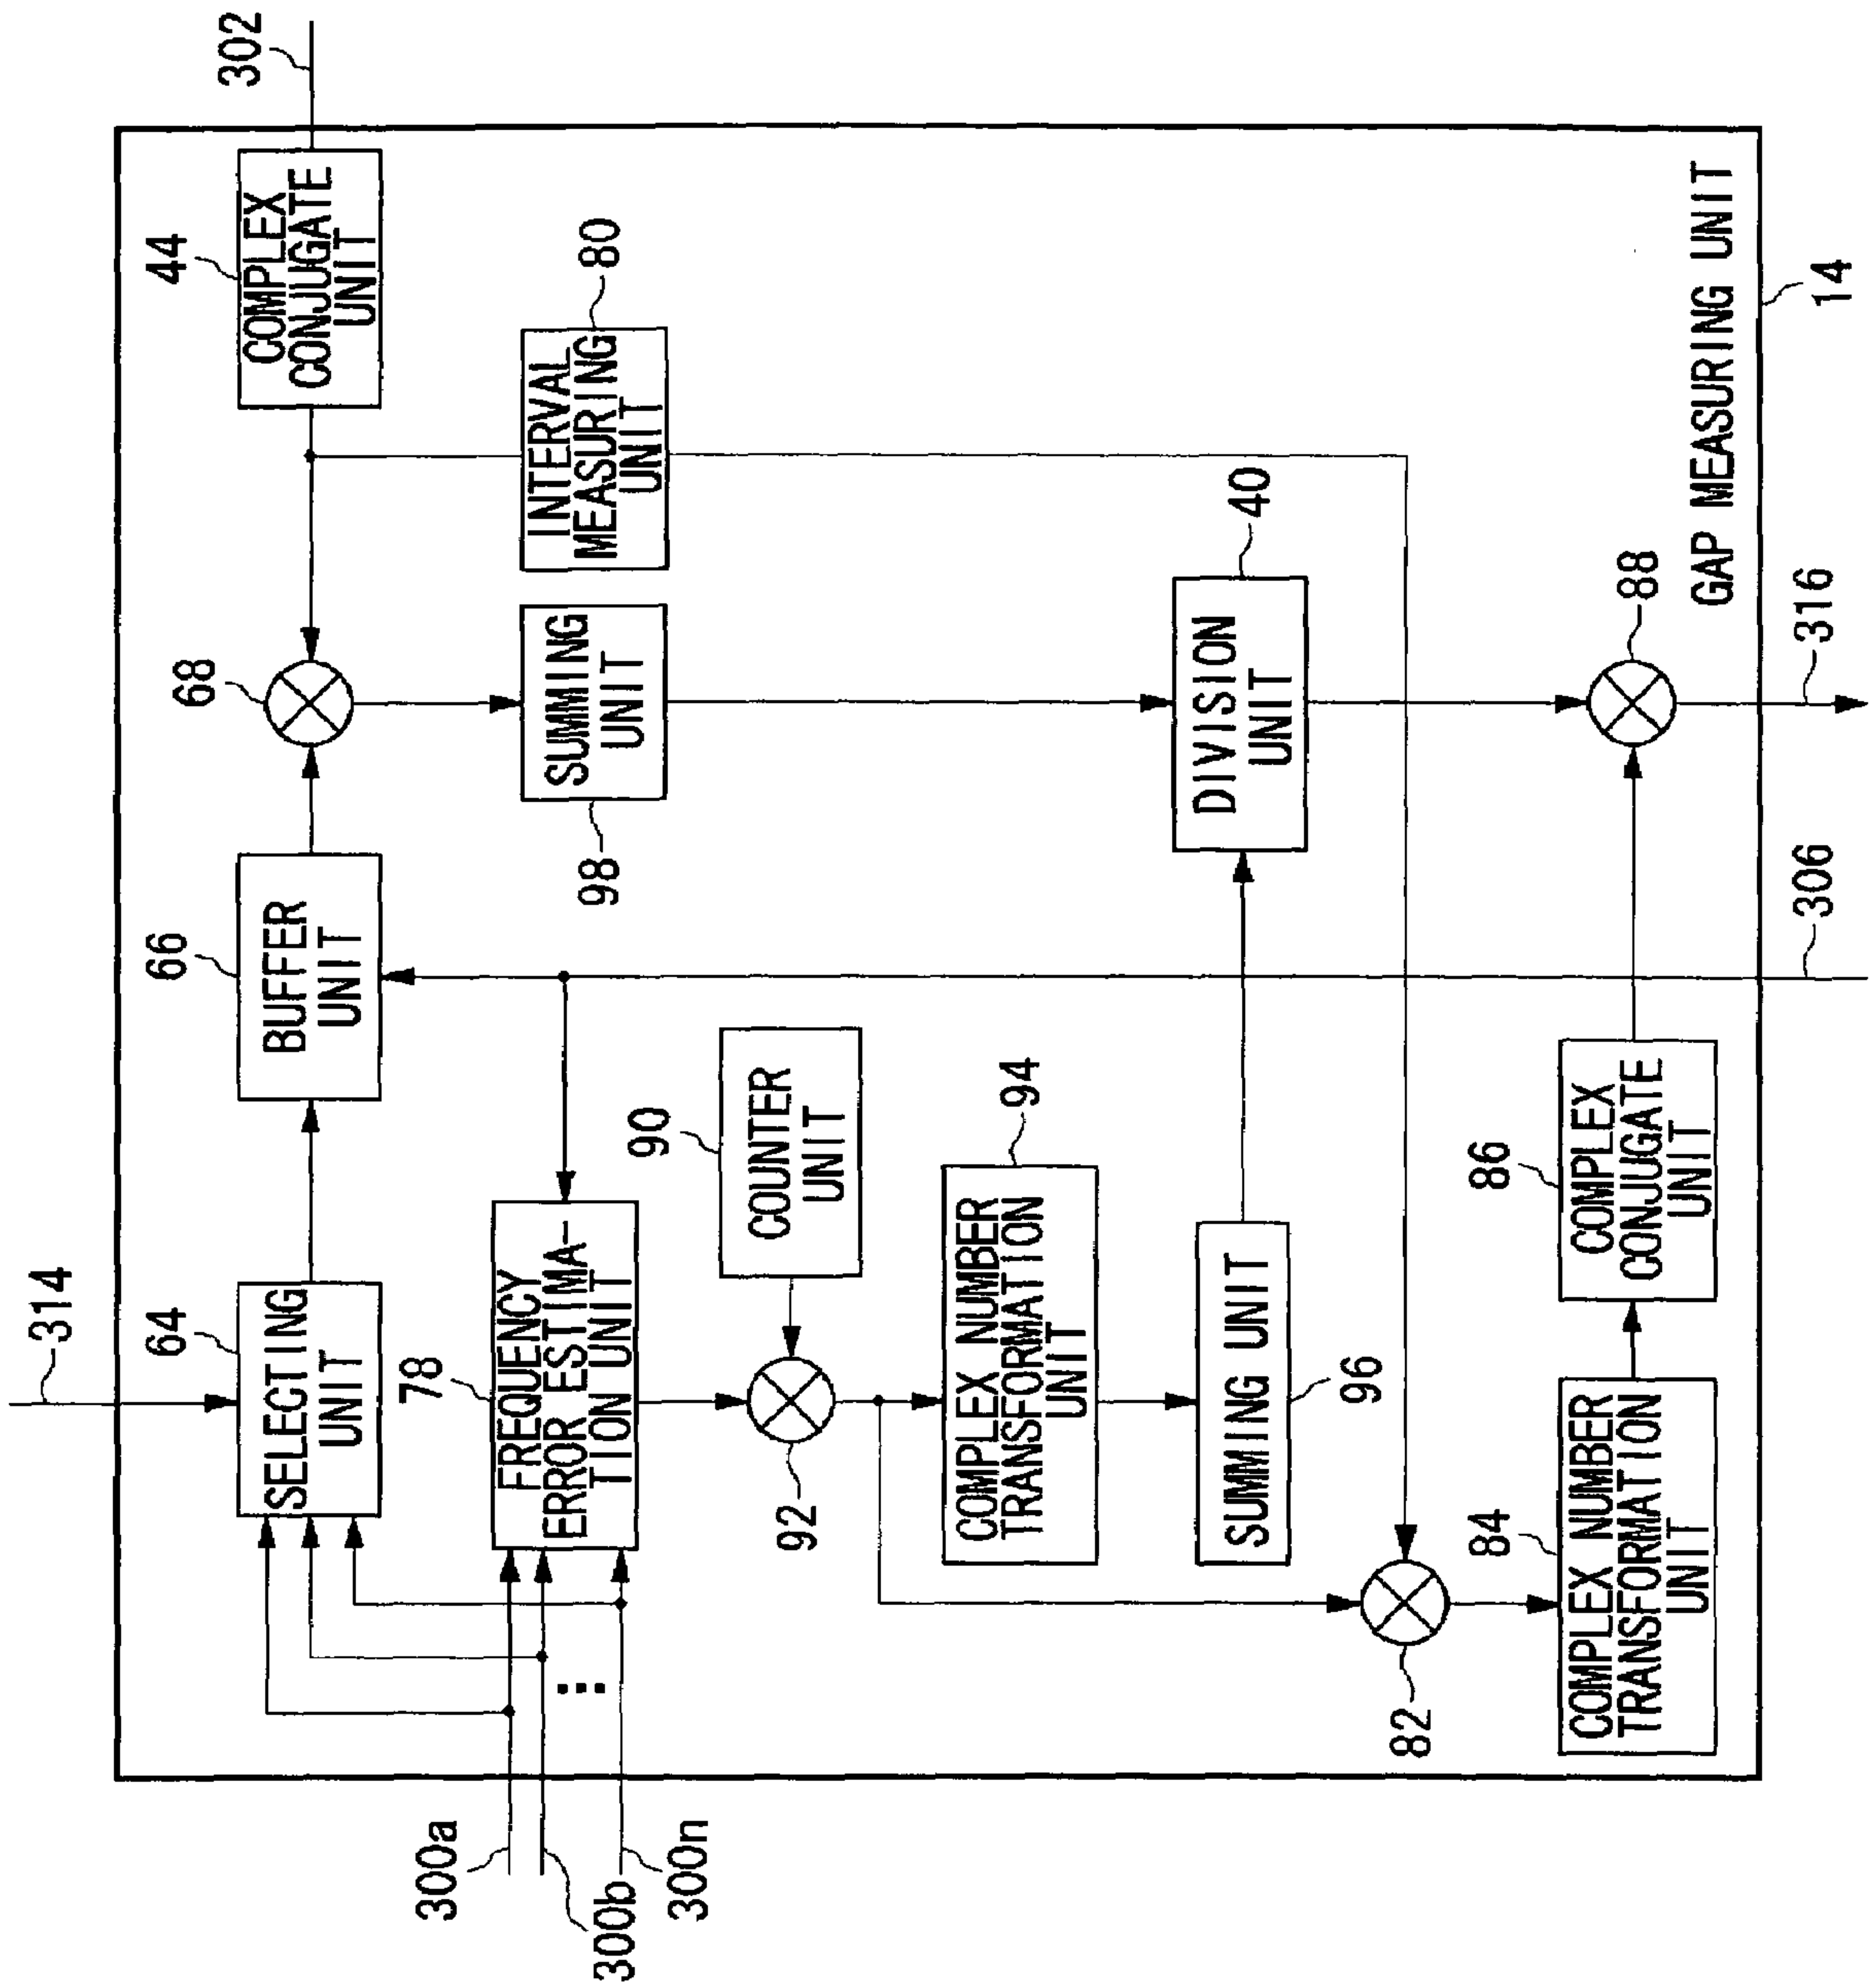 314
64
SELECTING
UNIT
66
BUFFER
UNIT
68
44
COMPLEX
CONJUGATE
UNIT
302
300a
300b
300n
78
FREQUENCY
ERROR ESTIMA-
TION UNIT
98
SUMMING
UNIT
INTERVAL
MEASURING
UNIT
80
90
COUNTER
UNIT
92
COMPLEX NUMBER
TRANSFORMATION
UNIT
94
SUMMING UNIT
96
DIVISION
UNIT
40
82
84
COMPLEX NUMBER
TRANSFORMATION
UNIT
86
COMPLEX
CONJUGATE
UNIT
88
GAP MEASURING UNIT
306
316
14